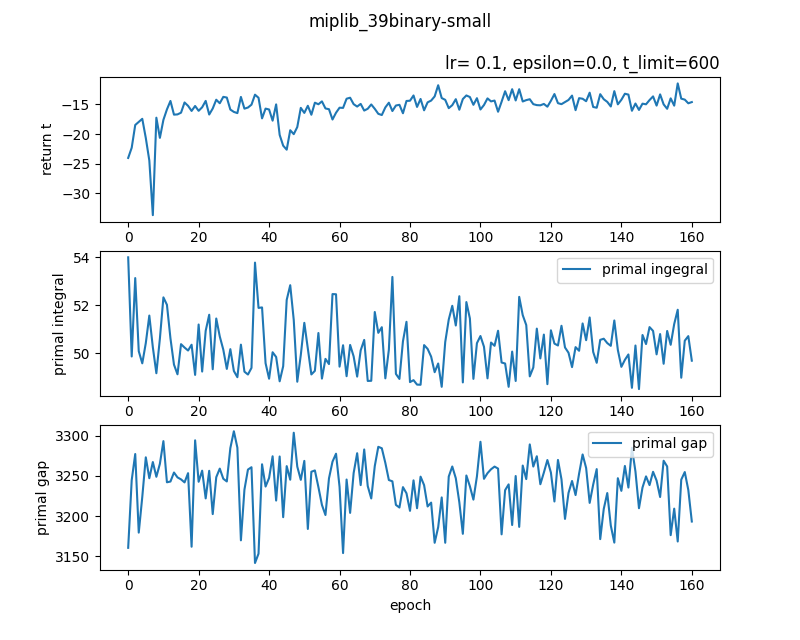 miplib_39binary-small
lr= 0.1, epsilon=0.0, t_limit=600
return t
−15
−20
−25
−30
0 20 40 60 80 100 120 140 160
primal integral
54
52
50
primal ingegral
0 20 40 60 80 100 120 140 160
primal gap
3300
3250
3200
3150
primal gap
0 20 40 60 80 100 120 140 160
epoch